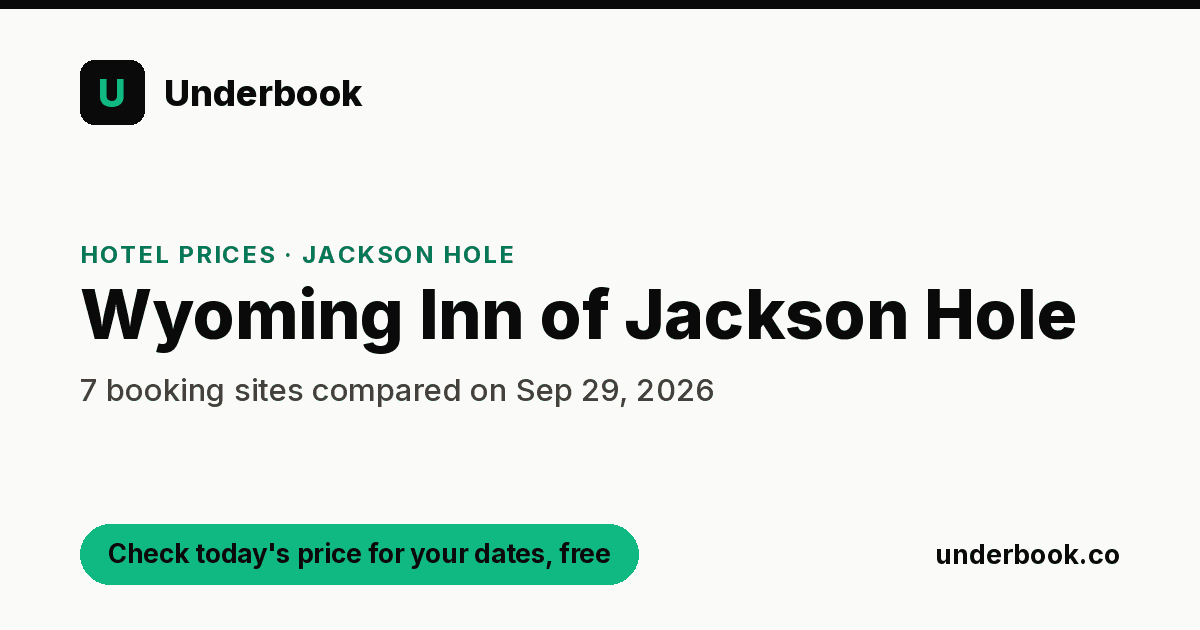 U Underbook
HOTEL PRICES · JACKSON HOLE
Wyoming Inn of Jackson Hole
7 booking sites compared on Sep 29, 2026
Check today's price for your dates, free
underbook.co